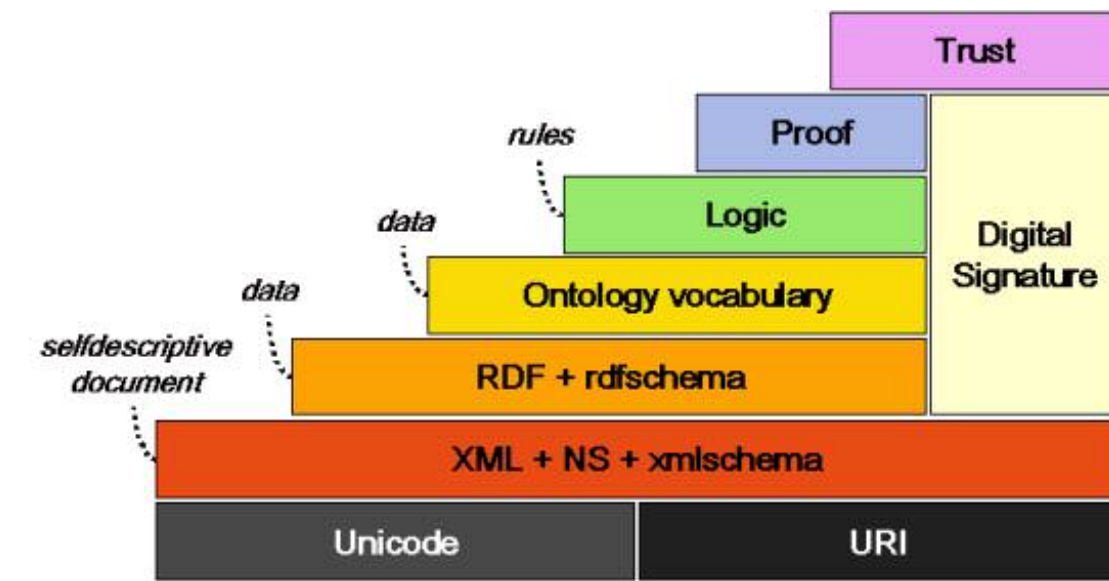 Trust
Proof
rules
Logic
data
Digital
Signature
Ontology vocabulary
data
RDF + rdfschema
selfdescriptive
document
XML + NS + xmlschema
Unicode
URI